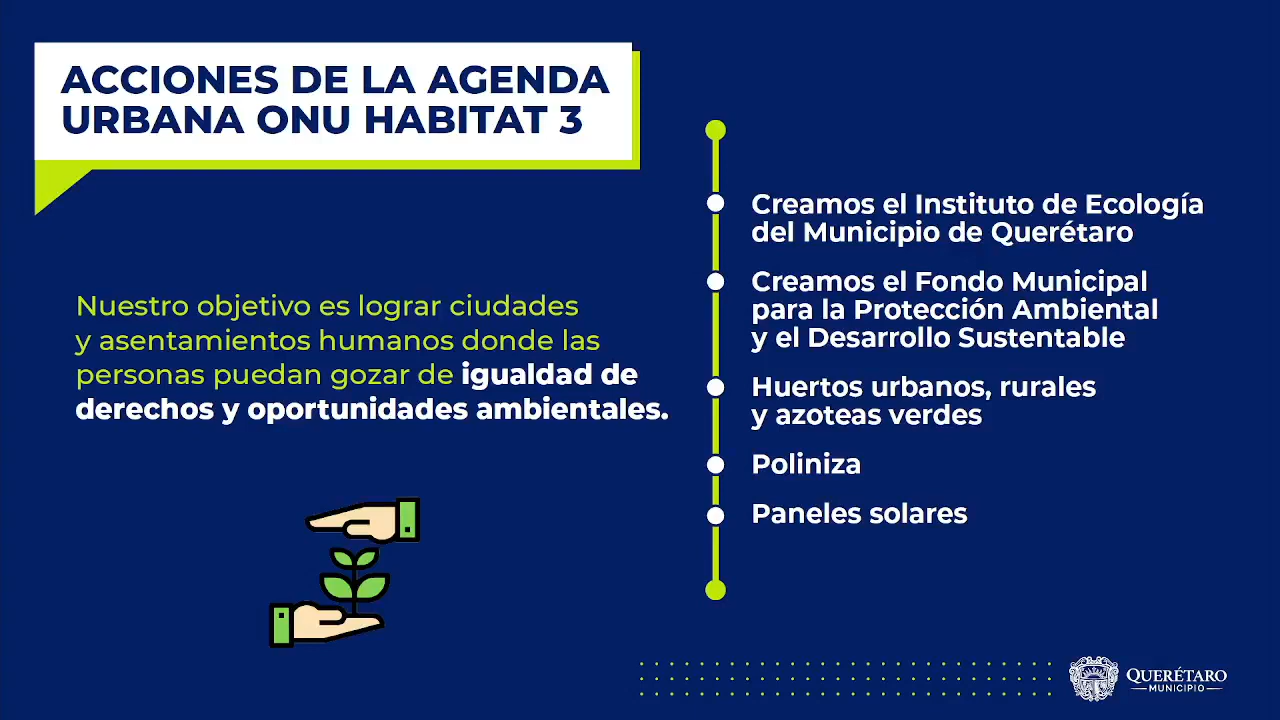 ACCIONES DE LA AGENDA
URBANA ONU HABITAT 3
Nuestro objetivo es lograr ciudades
y asentamientos humanos donde las
personas puedan gozar de igualdad de
derechos y oportunidades ambientales.
Creamos el Instituto de Ecología
del Municipio de Querétaro
Creamos el Fondo Municipal
para la Protección Ambiental
y el Desarrollo Sustentable
Huertos urbanos, rurales
y azoteas verdes
Poliniza
Paneles solares
QUERÉTARO
MUNICIPIO